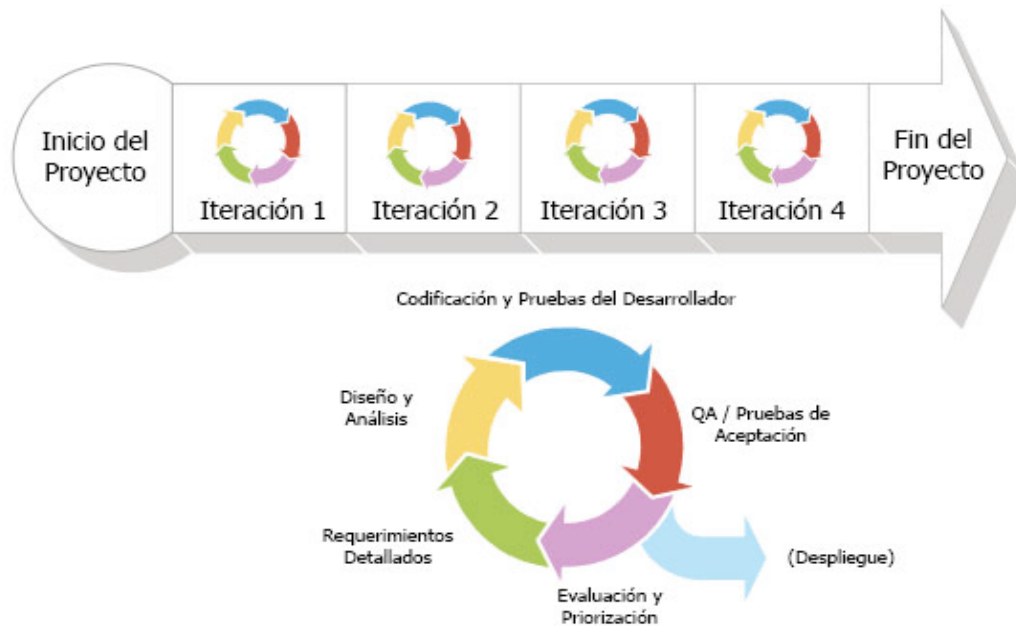 Inicio del
Proyecto
Iteración 1
Iteración 2
Iteración 3
Iteración 4
Fin del
Proyecto
Codificación y Pruebas del Desarrollador
Diseño y
Análisis
QA / Pruebas de
Aceptación
Requerimientos
Detallados
(Despliegue)
Evaluación y
Priorización